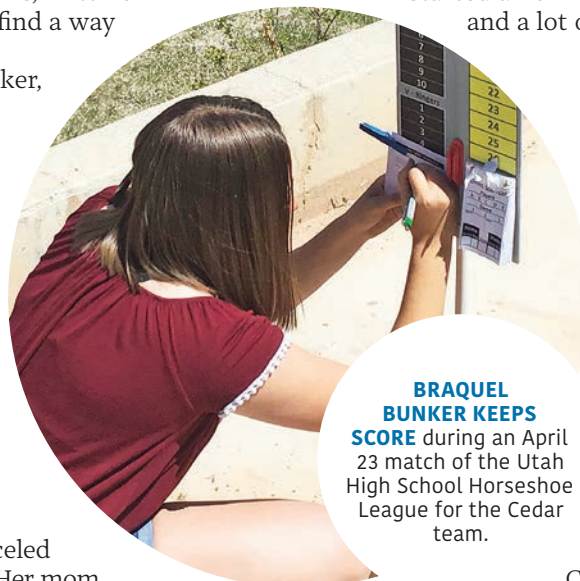 find a way
and a lot
ker,
7
8
9
10
V - Ringers
1
2
3
4
22
23
24
25
BRAQUEL
BUNKER KEEPS
SCORE during an April
23 match of the Utah
High School Horseshoe
League for the Cedar
team.
celed
Her mom